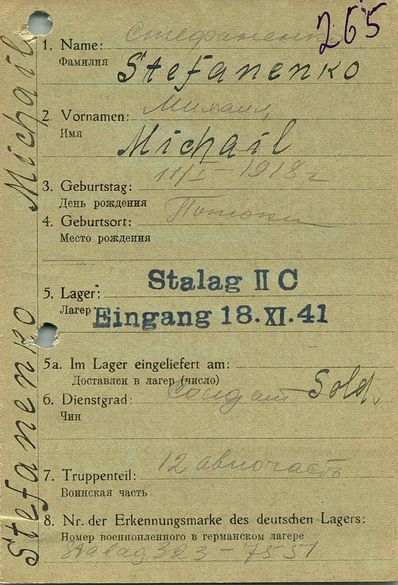 265
1. Name: Стефаненко
Фамилия
Stefanenko
2. Vornamen: Михаил
Имя
Michail
3. Geburtstag: 11/I-1918 г
День рождения
4. Geburtsort:
Место рождения
5. Lager: Stalag II C
Лагерь Eingang 18.XI.41
5a. Im Lager eingeliefert am:
Доставлен в лагерь (число)
6. Dienstgrad: Солдат Sold.
Чин
7. Truppenteil: 12 авиочасть
Воинская часть
8. Nr. der Erkennungsmarke des deutschen Lagers:
Номер военнопленного в германском лагере
Stalag 323 - 7551
Stefanenko Michail